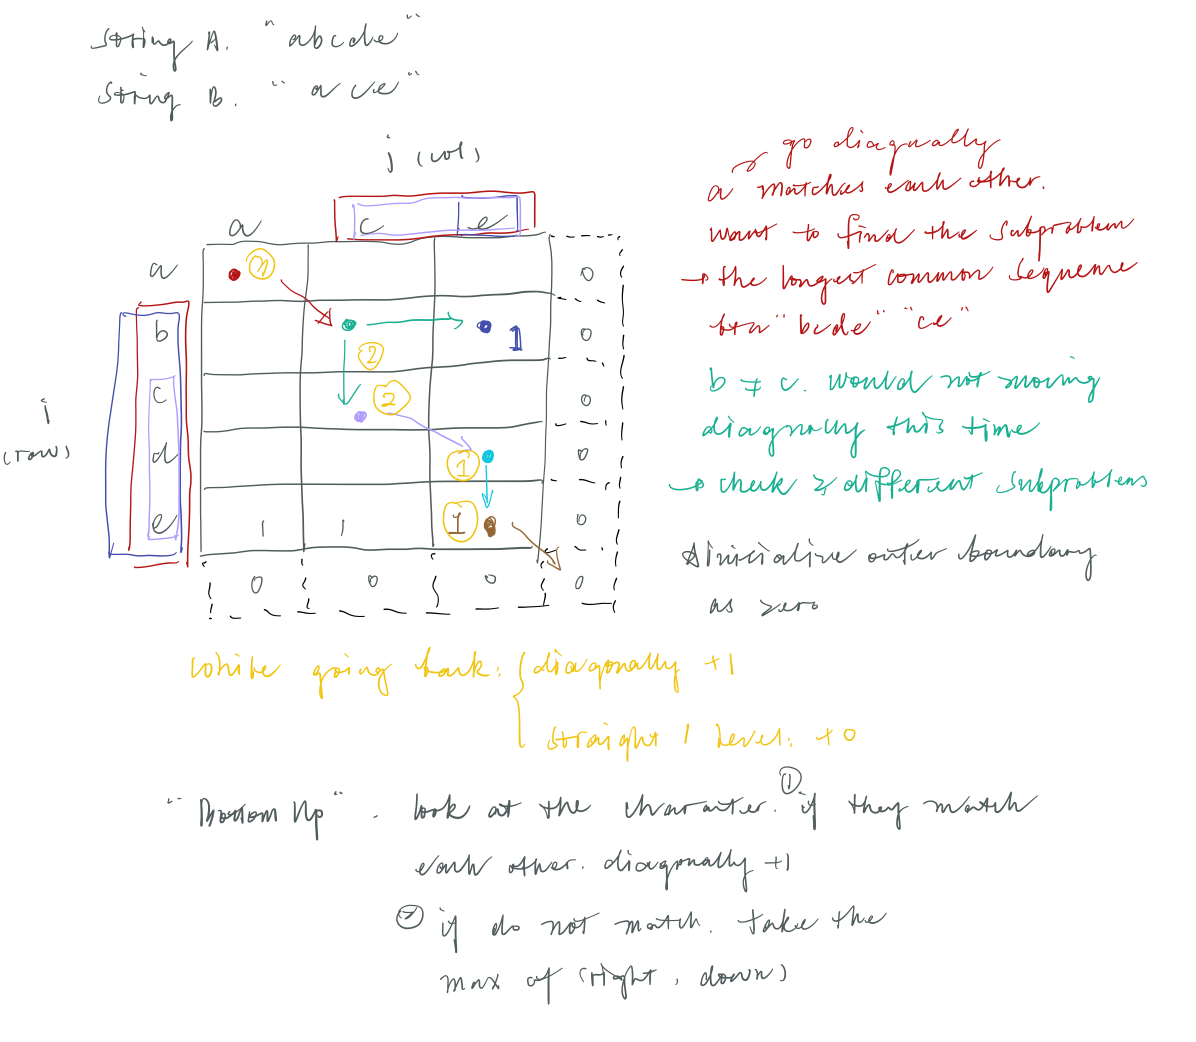 String A. "abcde"
String B. "ace"
j (col)
a c e
a
3
0
b
1
0
2
c
2
0
i
(row)
d
1
0
e
1 1 1
0
0 0 0 0
go diagnally
a matches each other.
want to find the subproblem
→ the longest common sequence
btn "bcde" "ce"
b ≠ c. would not moving
diagnally this time
→ check 2 different subproblems
initialize outer boundary
as zero
while going back: { diagonally +1
straight 1 level: +0
"Bottom Up". look at the character. ① if they match
each other. diagonally +1
② if do not match. take the
max of (right, down)